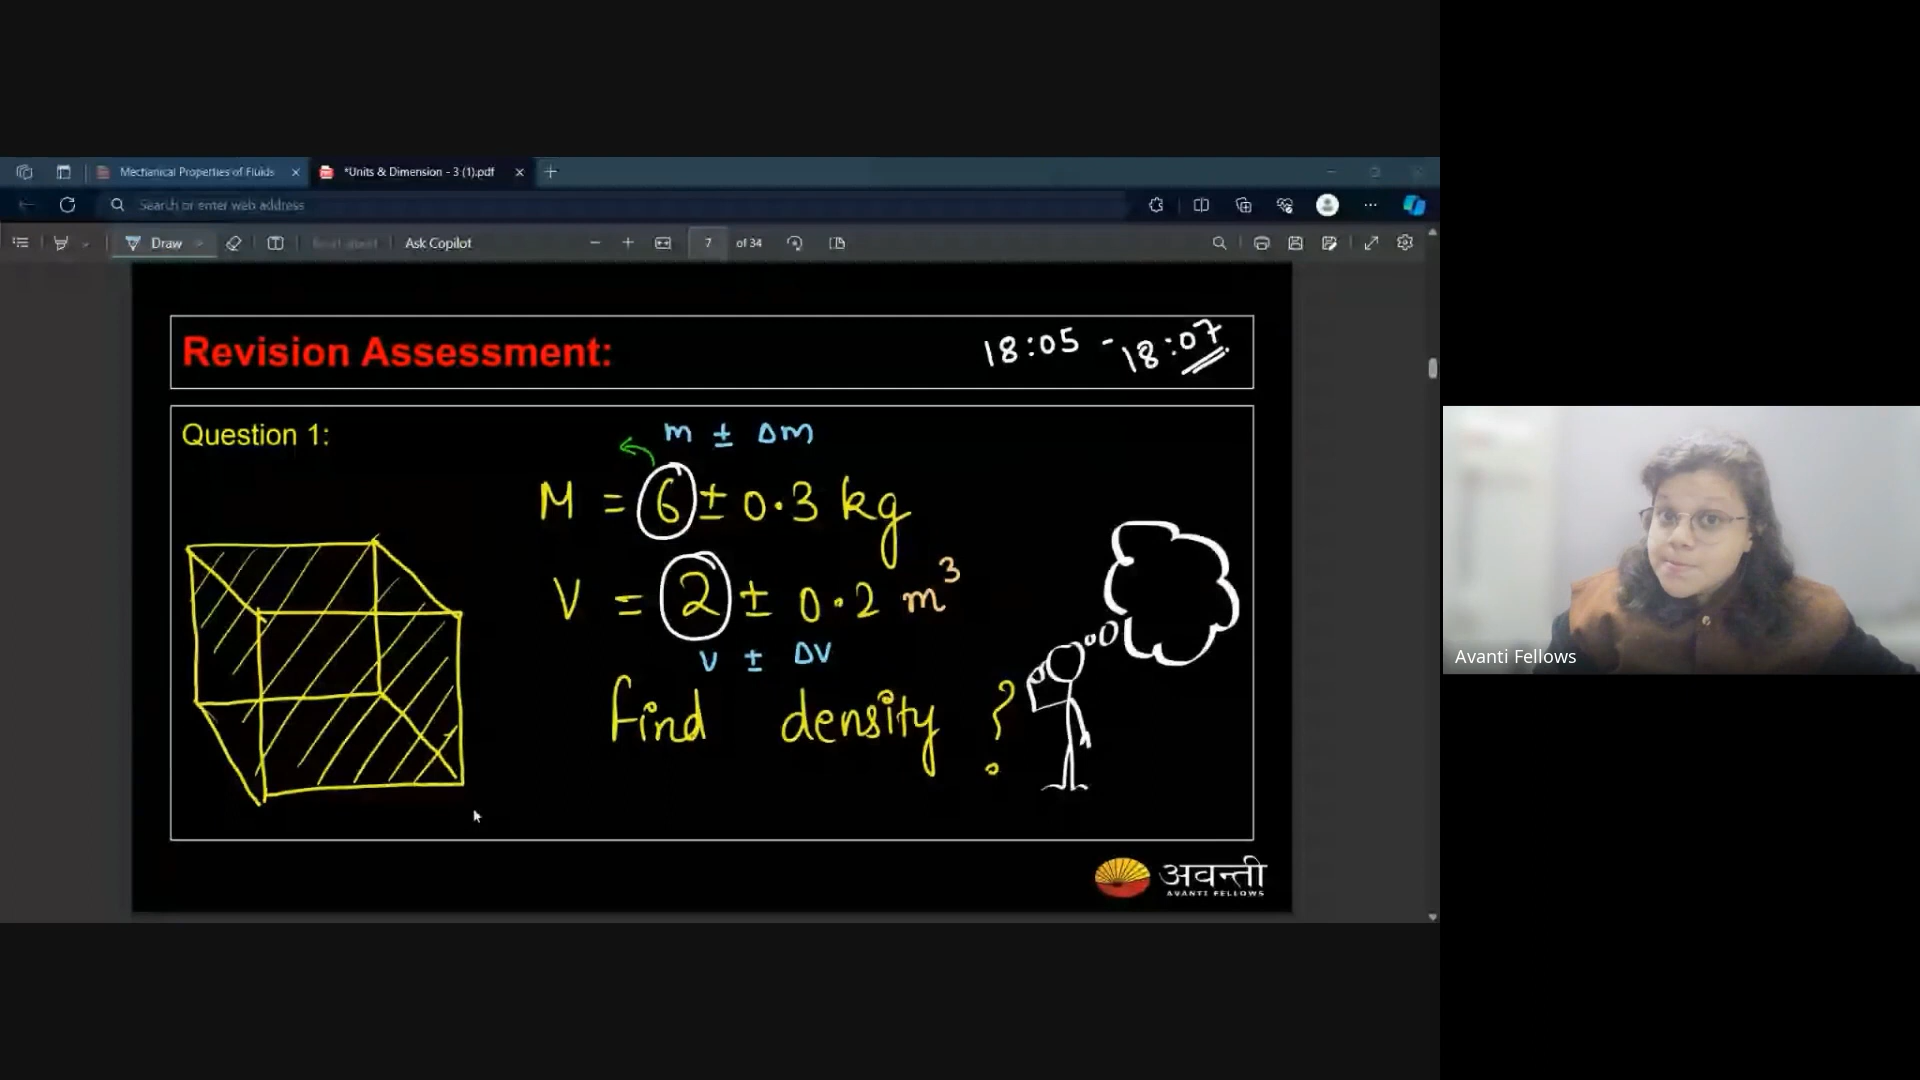 Mechanical Properties of Fluids
*Units & Dimension - 3 (1).pdf
Search or enter web address
Draw
Read aloud
Ask Copilot
7 of 34
Revision Assessment:
18:05 - 18:07
Question 1:
m ± Δm
M = 6 ± 0.3 kg
V = 2 ± 0.2 m³
V ± ΔV
Find density ?
अवन्ती
AVANTI FELLOWS
Avanti Fellows